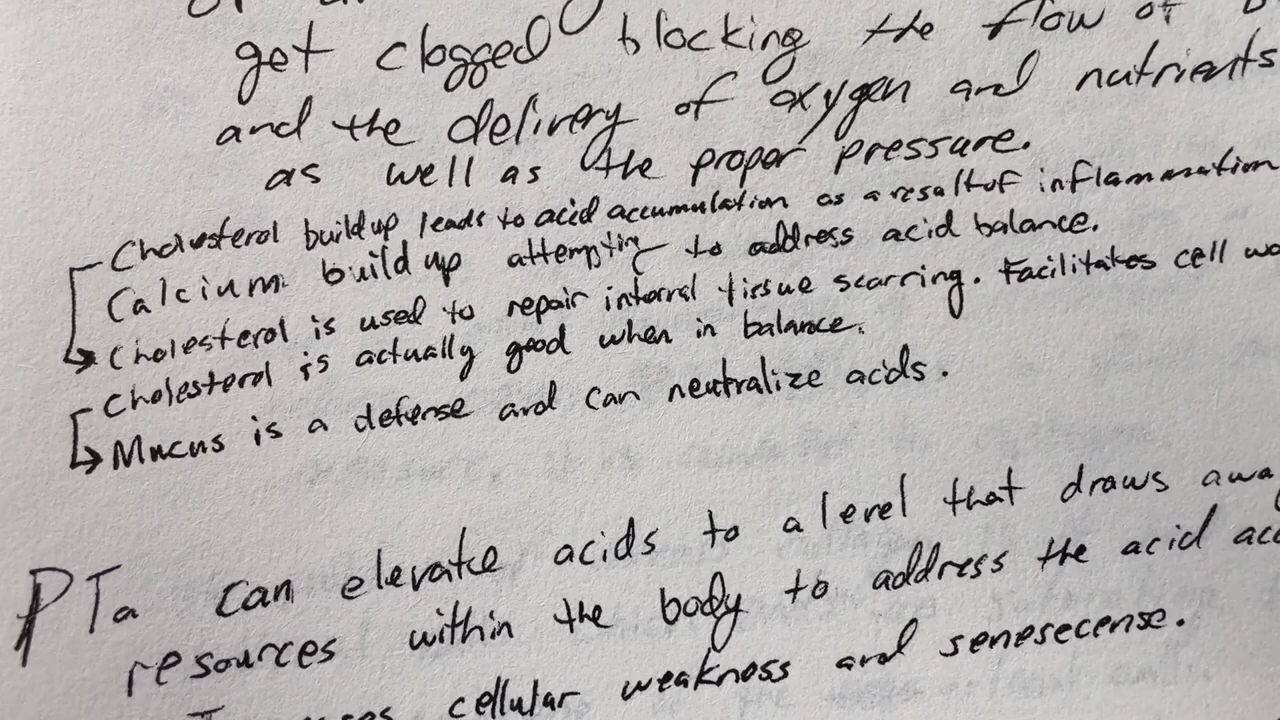 get clogged blocking the flow of
and the delivery of oxygen and nutrients
as well as the proper pressure.
Cholesterol buildup leads to acid accumulation as a result of inflammation
Calcium build up attempting to address acid balance.
Cholesterol is used to repair internal tissue scarring. Facilitates cell
Cholesterol is actually good when in balance.
Mucus is a defense and can neutralize acids.
PTa can elevate acids to a level that draws
resources within the body to address the acid
cellular weakness and senesecense.